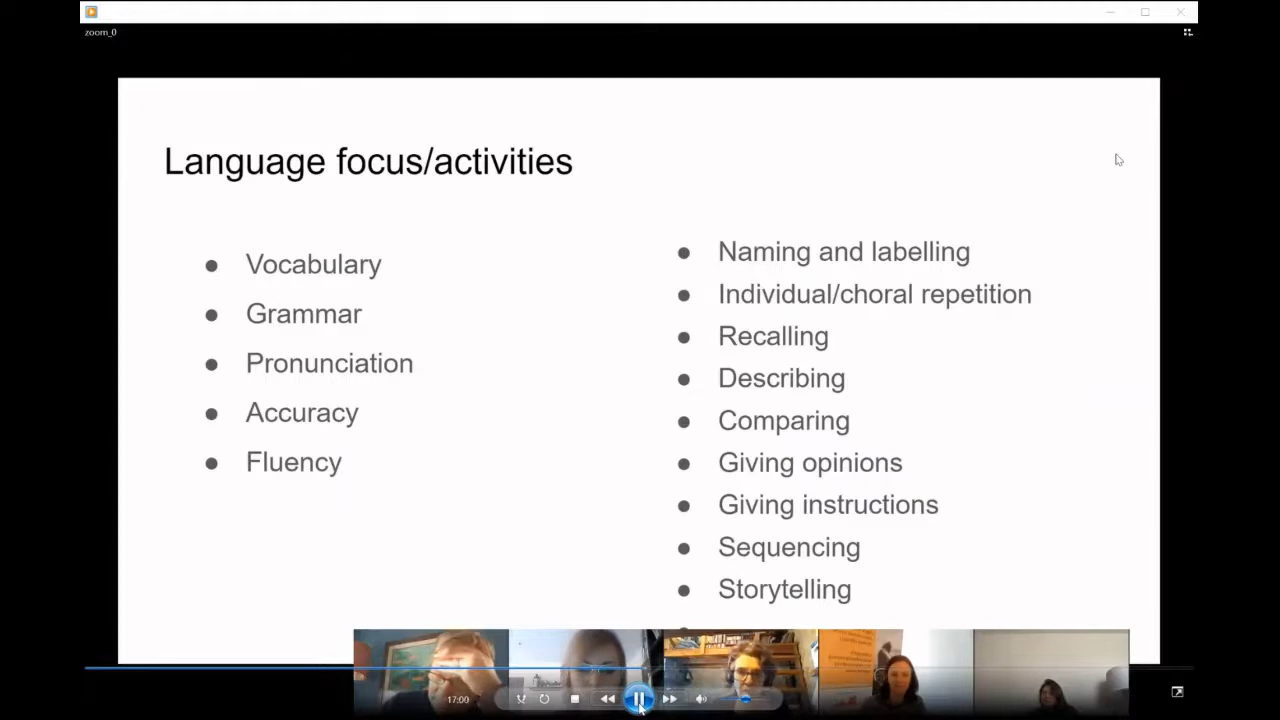 zoom_0
Language focus/activities
Vocabulary
Grammar
Pronunciation
Accuracy
Fluency
Naming and labelling
Individual/choral repetition
Recalling
Describing
Comparing
Giving opinions
Giving instructions
Sequencing
Storytelling
17:00